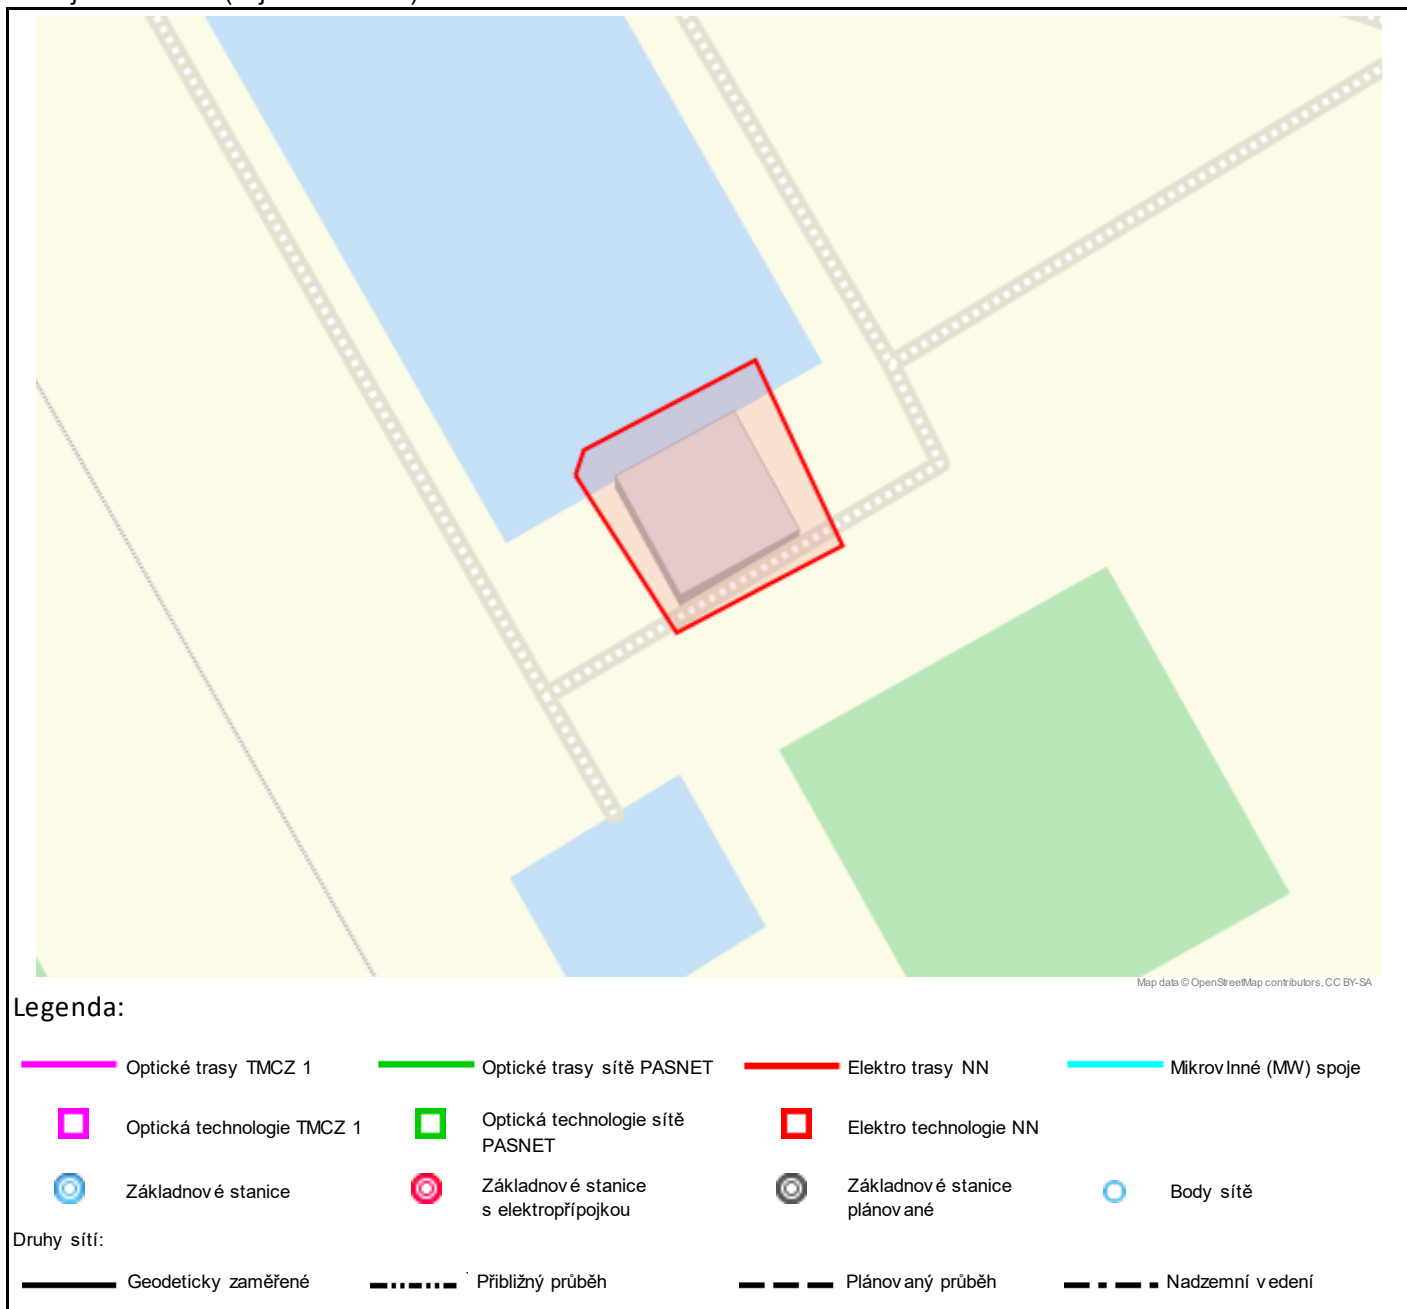 Map data © OpenStreetMap contributors, CC BY-SA
Legenda:
Optické trasy TMCZ 1
Optické trasy sítě PASNET
Elektro trasy NN
Mikrovlnné (MW) spoje
Optická technologie TMCZ 1
Optická technologie sítě
PASNET
Elektro technologie NN
Základnové stanice
Základnové stanice
s elektropřípojkou
Základnové stanice
plánované
Body sítě
Druhy sítí:
Geodeticky zaměřené
Přibližný průběh
Plánovaný průběh
Nadzemní vedení